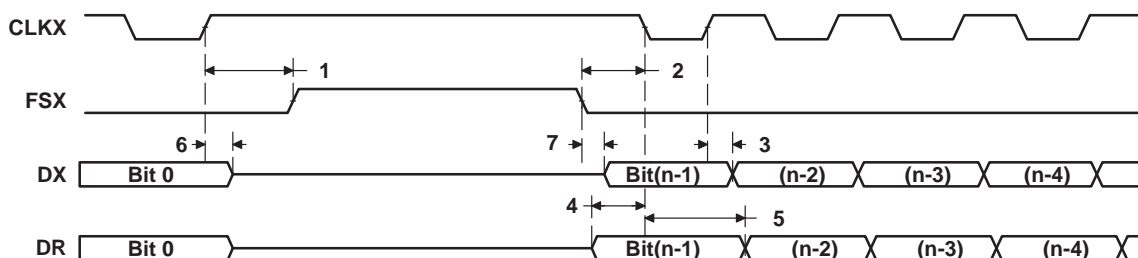 CLKX
1
2
FSX
6
7
3
DX
Bit 0
Bit(n-1)
(n-2)
(n-3)
(n-4)
4
5
DR
Bit 0
Bit(n-1)
(n-2)
(n-3)
(n-4)